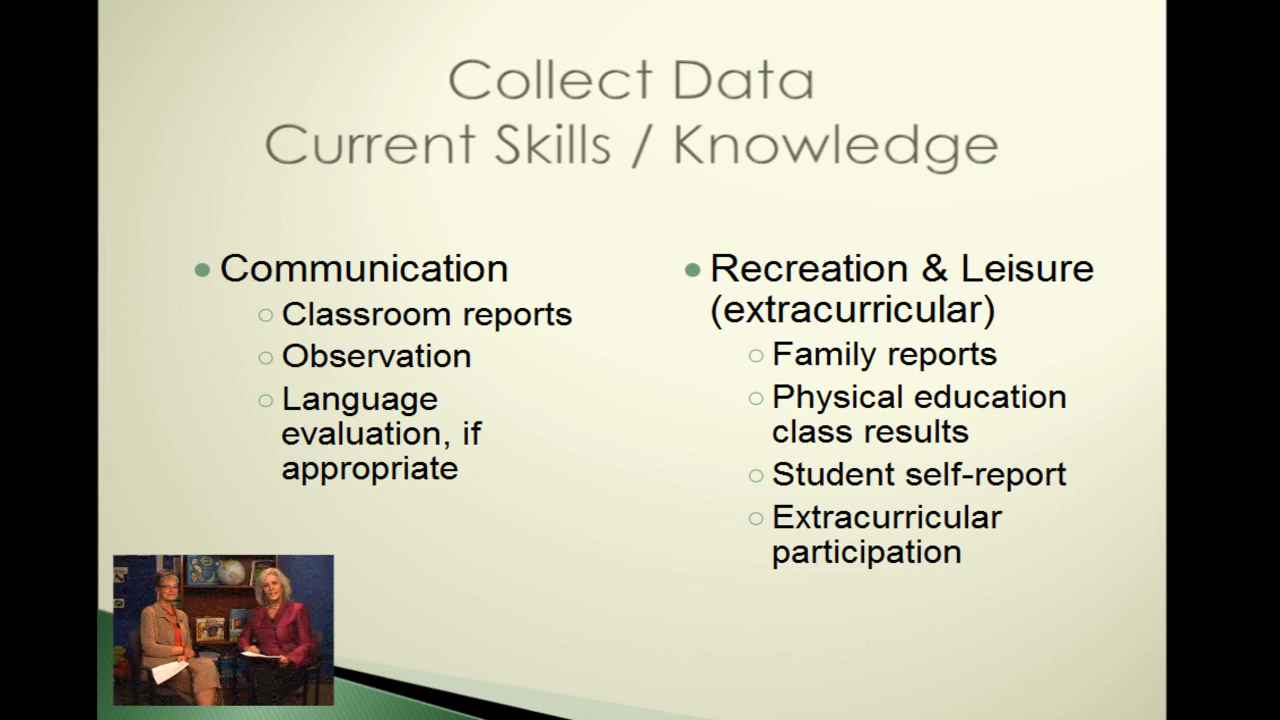 Collect Data
Current Skills / Knowledge
Communication
Classroom reports
Observation
Language
evaluation, if
appropriate
Recreation & Leisure
(extracurricular)
Family reports
Physical education
class results
Student self-report
Extracurricular
participation